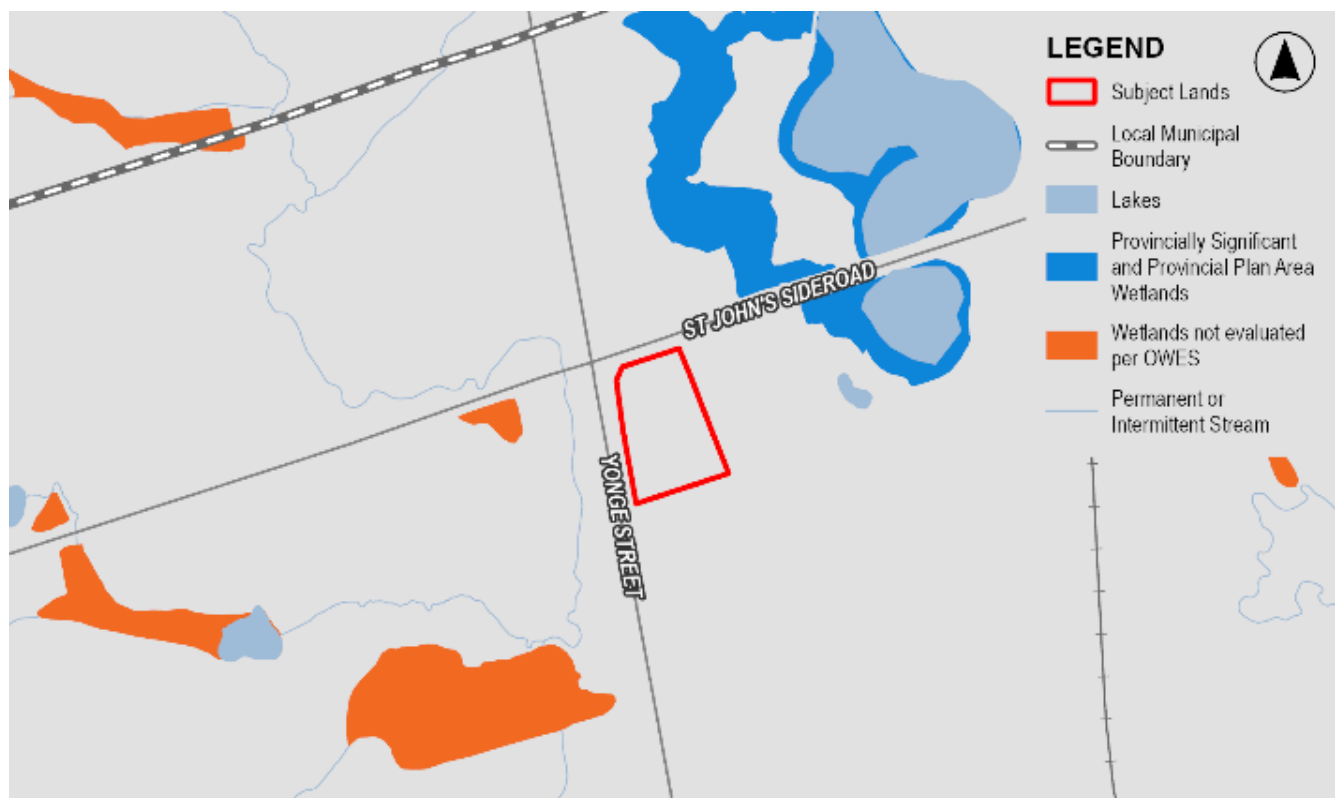 LEGEND
Subject Lands
Local Municipal
Boundary
Lakes
Provincially Significant
and Provincial Plan Area
Wetlands
Wetlands not evaluated
per OWES
Permanent or
Intermittent Stream
ST JOHN'S SIDEROAD
YONGE STREET